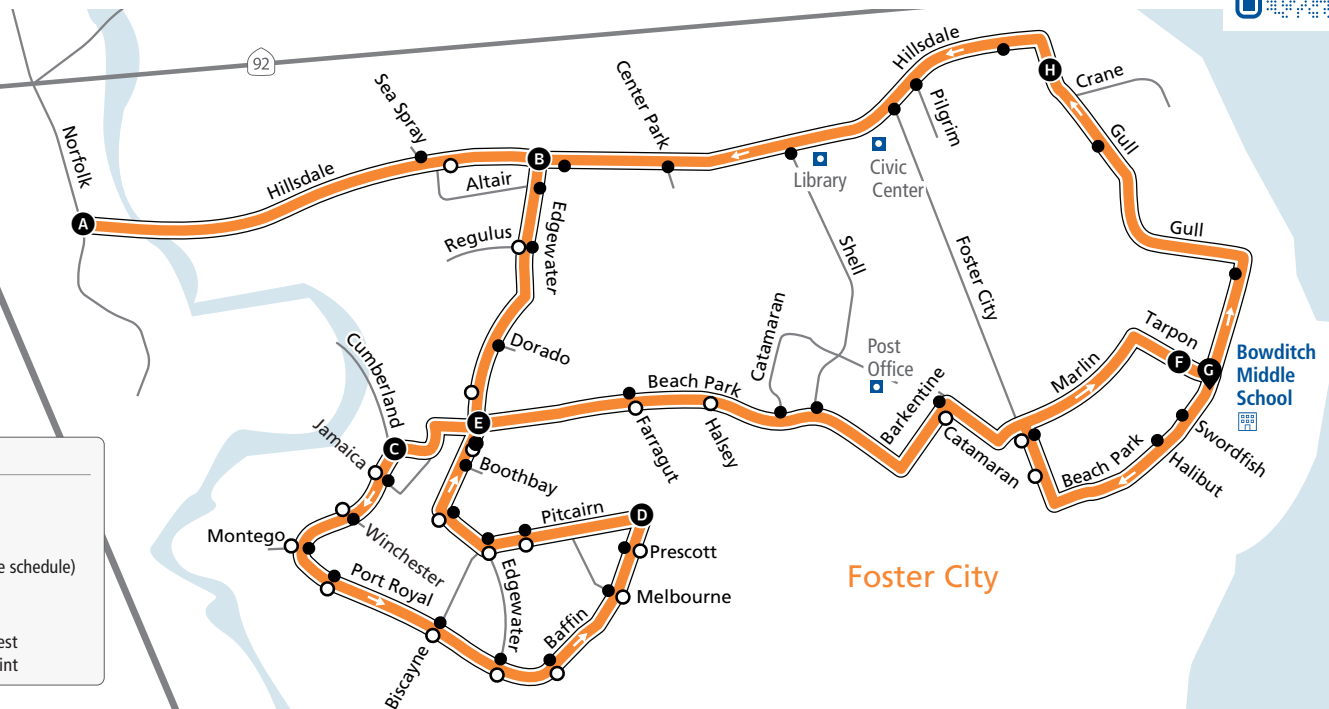 92
Hillsdale
H
Crane
Pilgrim
Center Park
Sea Spray
Norfolk
Gull
B
Library
Civic
Center
Altair
Hillsdale
A
Edgewater
Regulus
Shell
Foster City
Gull
Catamaran
Tarpon
Cumberland
Dorado
Post
Office
F
G
Bowditch
Middle
School
Marlin
Beach Park
Barkentine
E
C
Jamaica
Farragut
Halsey
Catamaran
Swordfish
Beach Park
Halibut
Boothbay
Pitcairn
D
Montego
Winchester
Prescott
e schedule)
Port Royal
Edgewater
Foster City
Melbourne
Baffin
est
int
Biscayne